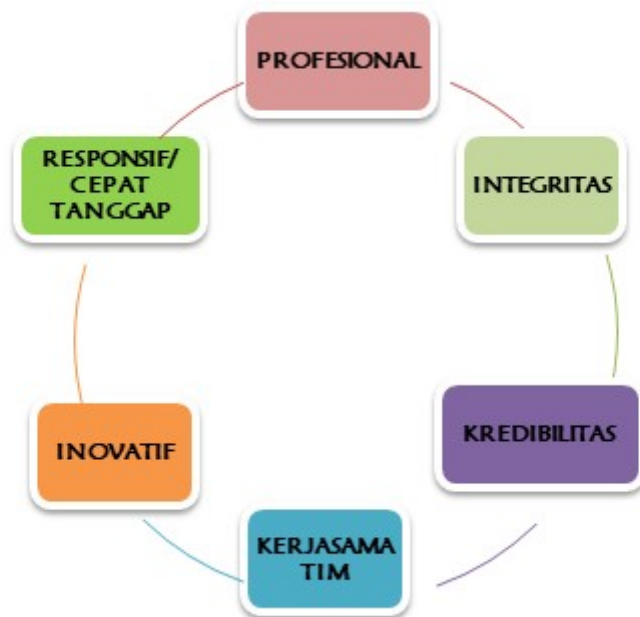 PROFESIONAL
INTEGRITAS
KREDIBILITAS
KERJASAMA
TIM
INOVATIF
RESPONSIF/
CEPAT
TANGGAP